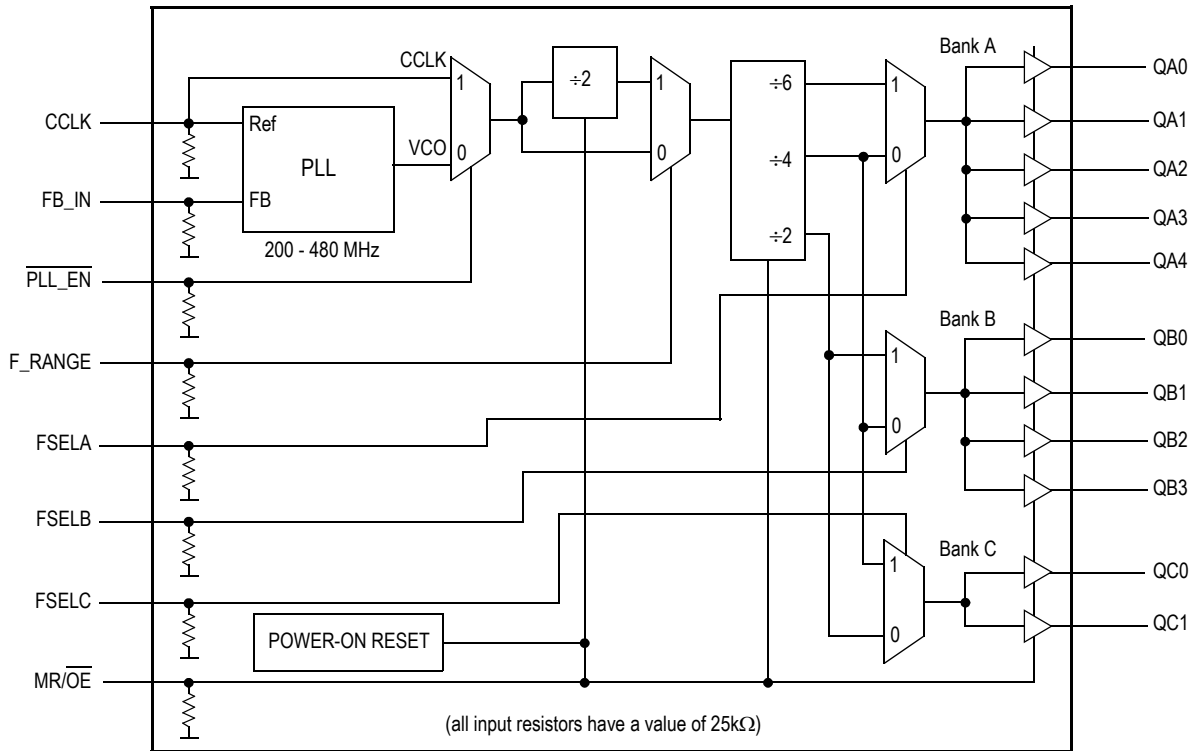 CCLK
FB_IN
PLL_EN
F_RANGE
FSELA
FSELB
FSELC
MR/OE
Ref
PLL
FB
200 - 480 MHz
CCLK
VCO
1
0
÷2
1
0
÷6
÷4
÷2
1
0
1
0
1
0
POWER-ON RESET
(all input resistors have a value of 25kΩ)
Bank A
Bank B
Bank C
QA0
QA1
QA2
QA3
QA4
QB0
QB1
QB2
QB3
QC0
QC1